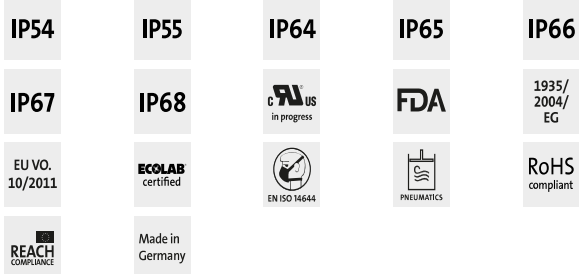 IP54
IP55
IP64
IP65
IP66
IP67
IP68
c RU US
in progress
FDA
1935/
2004/
EG
EU VO.
10/2011
ECOLAB
certified
EN ISO 14644
PNEUMATICS
RoHS
compliant
REACH
COMPLIANCE
Made in
Germany